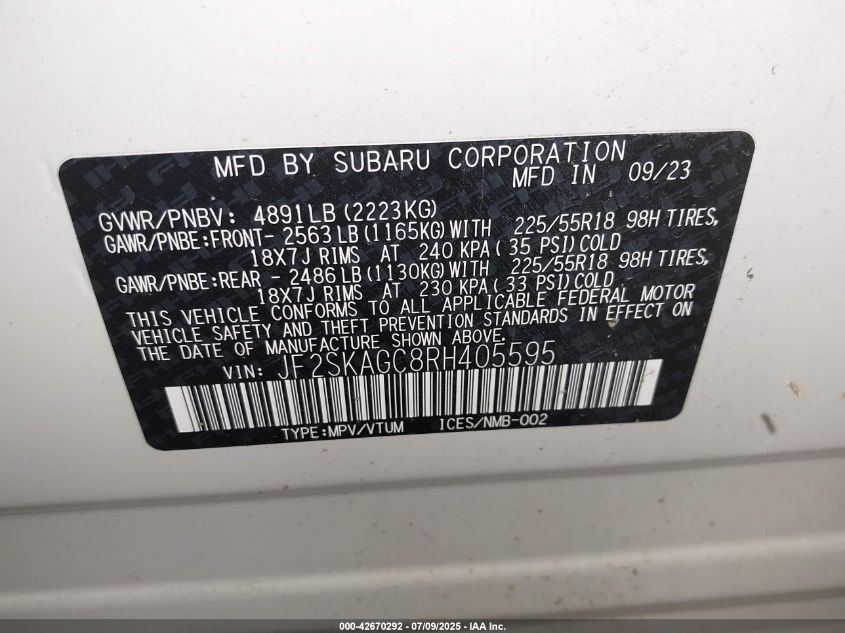 MFD BY SUBARU CORPORATION
MFD IN 09/23
GVWR/PNBV: 4891LB (2223KG)
GAWR/PNBE:FRONT- 2563LB (1165KG) WITH 225/55R18 98H TIRES,
18X7J RIMS AT 240 KPA (35 PSI) COLD
GAWR/PNBE:REAR - 2486LB (1130KG) WITH 225/55R18 98H TIRES,
18X7J RIMS AT 230 KPA (33 PSI) COLD.
THIS VEHICLE CONFORMS TO ALL APPLICABLE FEDERAL MOTOR
VEHICLE SAFETY AND THEFT PREVENTION STANDARDS IN EFFECT ON
THE DATE OF MANUFACTURE SHOWN ABOVE.
VIN: JF2SKAGC8RH405595
TYPE:MPV/VTUM ICES/NMB-002
000-42670292 - 07/09/2025 - IAA Inc.